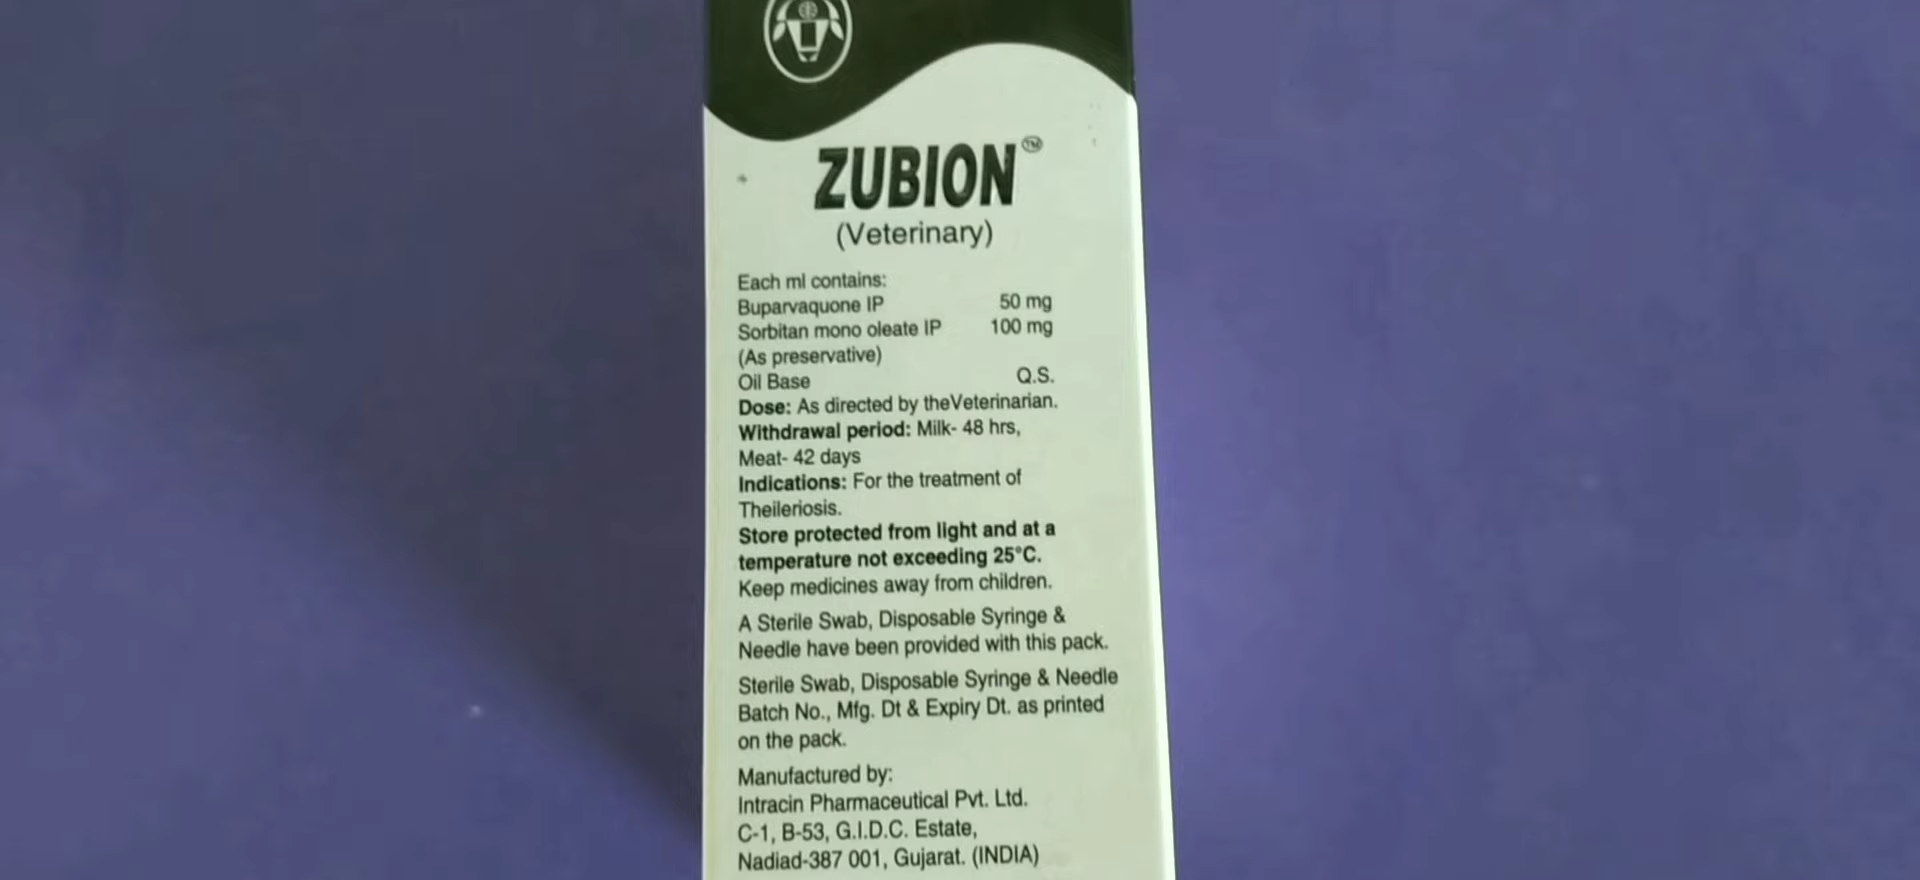 ZUBION™
(Veterinary)
Each ml contains:
Buparvaquone IP 50 mg
Sorbitan mono oleate IP 100 mg
(As preservative)
Oil Base Q.S.
Dose: As directed by theVeterinarian.
Withdrawal period: Milk- 48 hrs,
Meat- 42 days
Indications: For the treatment of
Theileriosis.
Store protected from light and at a
temperature not exceeding 25°C.
Keep medicines away from children.
A Sterile Swab, Disposable Syringe &
Needle have been provided with this pack.
Sterile Swab, Disposable Syringe & Needle
Batch No., Mfg. Dt & Expiry Dt. as printed
on the pack.
Manufactured by:
Intracin Pharmaceutical Pvt. Ltd.
C-1, B-53, G.I.D.C. Estate,
Nadiad-387 001, Gujarat. (INDIA)